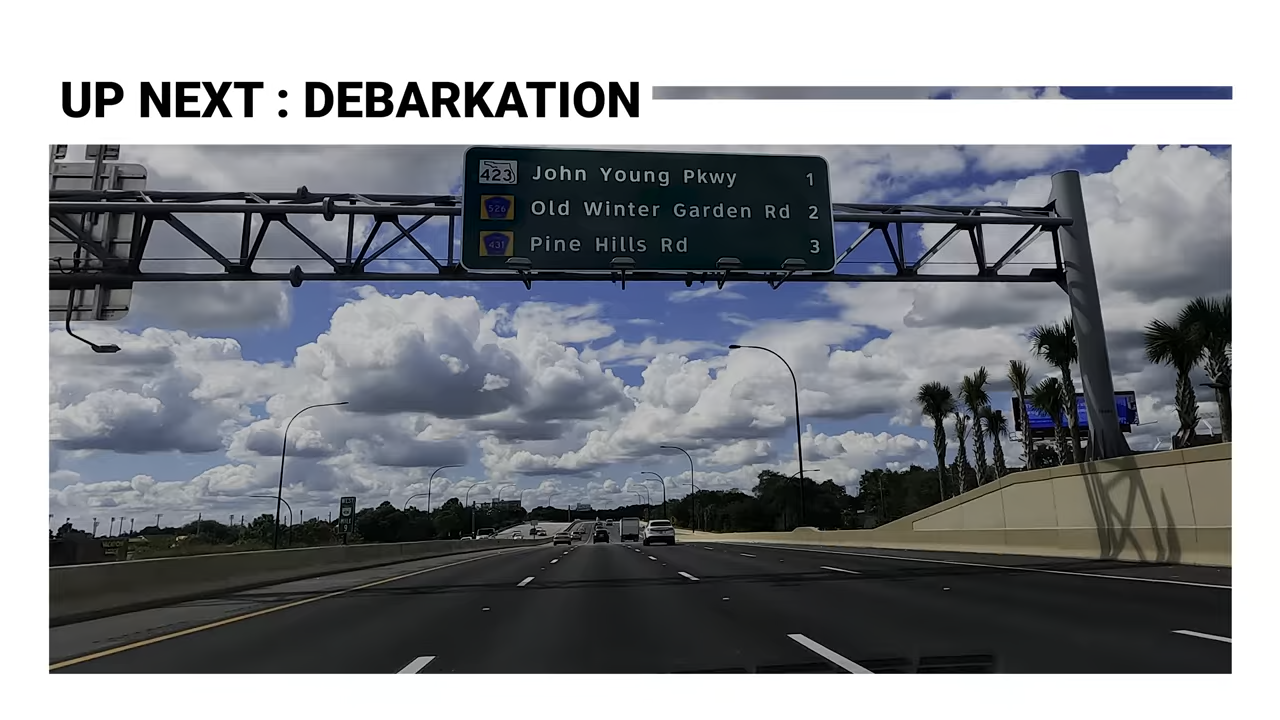 UP NEXT : DEBARKATION
423 John Young Pkwy 1
526 Old Winter Garden Rd 2
431 Pine Hills Rd 3